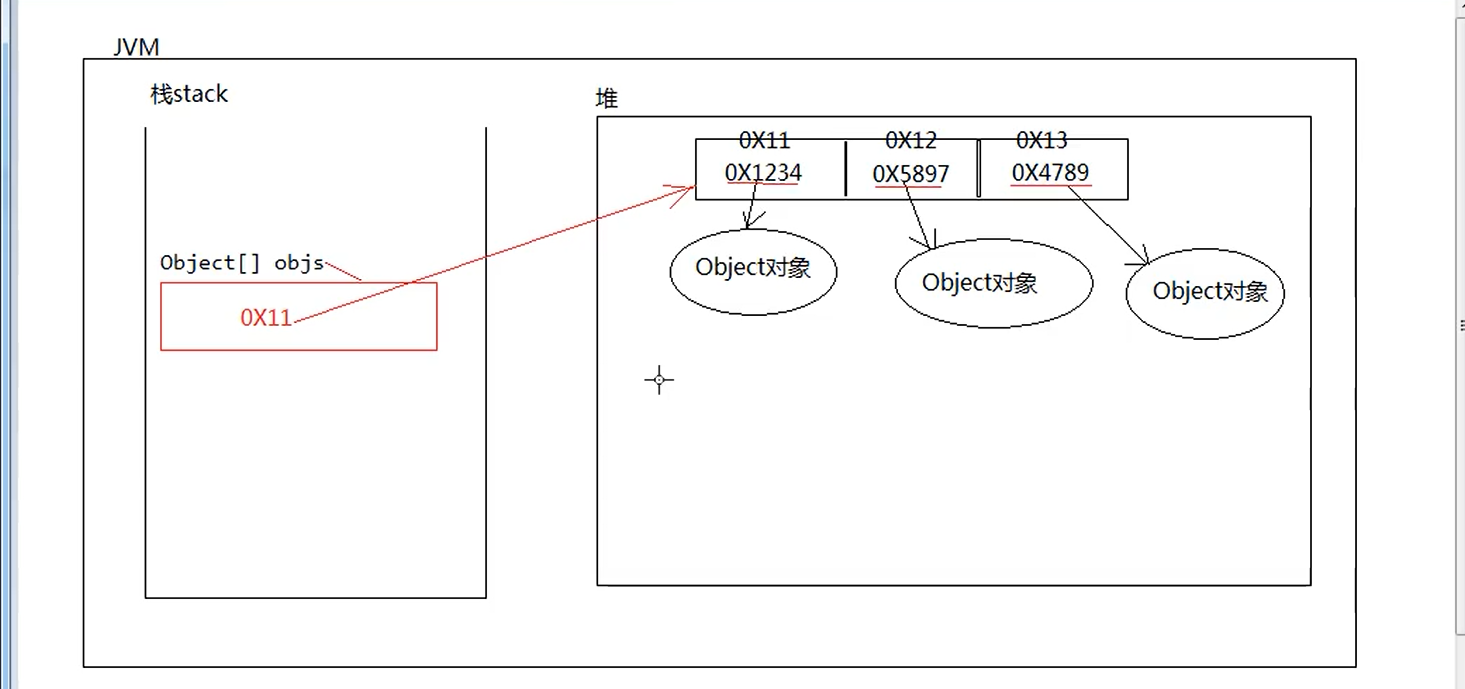 JVM
栈stack
堆
0X11 0X12 0X13
0X1234 0X5897 0X4789
Object[] objs
0X11
Object对象
Object对象
Object对象